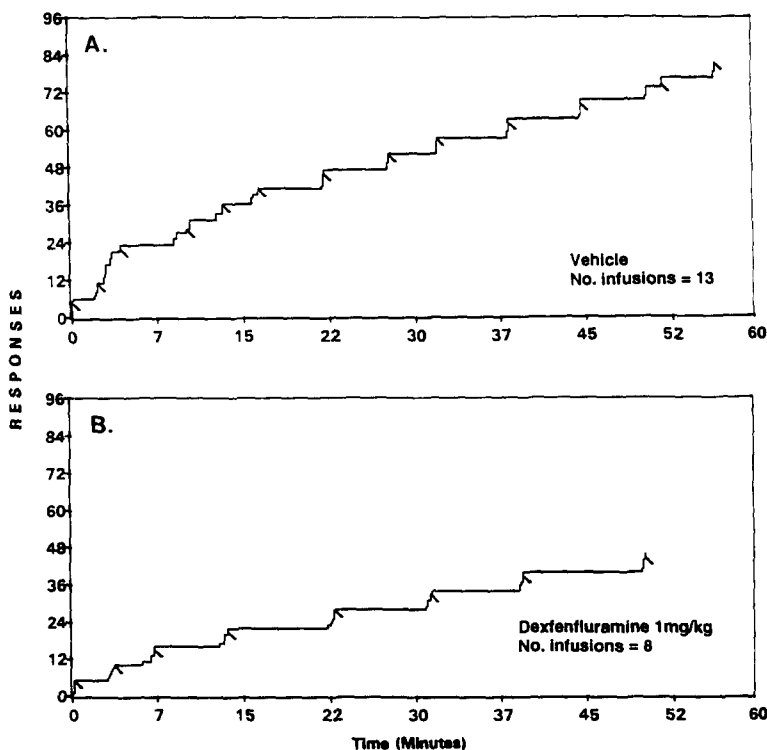 RESPONSES
A.
96
84
72
60
48
36
24
12
0
Vehicle
No. infusions = 13
0 7 15 22 30 37 45 52 60
B.
96
84
72
60
48
36
24
12
0
Dexfenfluramine 1mg/kg
No. infusions = 8
0 7 15 22 30 37 45 52 60
Time (Minutes)